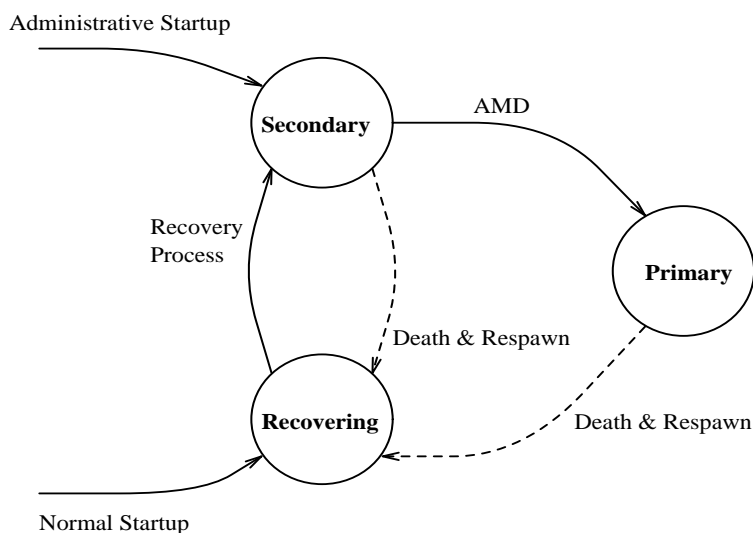 Administrative Startup
Secondary
AMD
Recovery
Process
Primary
Death & Respawn
Recovering
Death & Respawn
Normal Startup